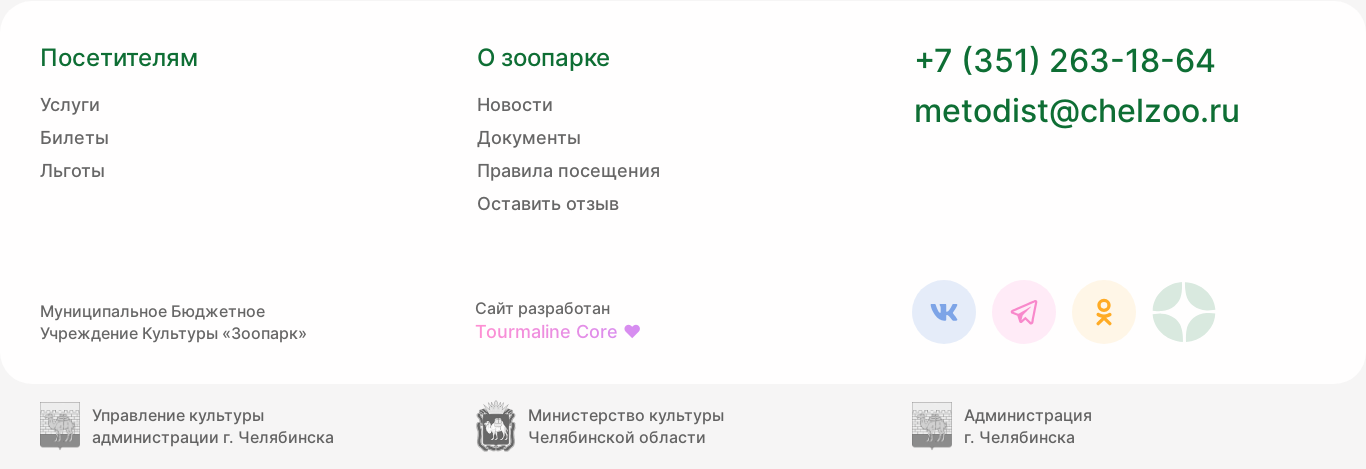 Посетителям
Услуги
Билеты
Льготы
О зоопарке
Новости
Документы
Правила посещения
Оставить отзыв
+7 (351) 263-18-64
metodist@chelzoo.ru
Муниципальное Бюджетное
Учреждение Культуры «Зоопарк»
Сайт разработан
Tourmaline Core
Управление культуры
администрации г. Челябинска
Министерство культуры
Челябинской области
Администрация
г. Челябинска